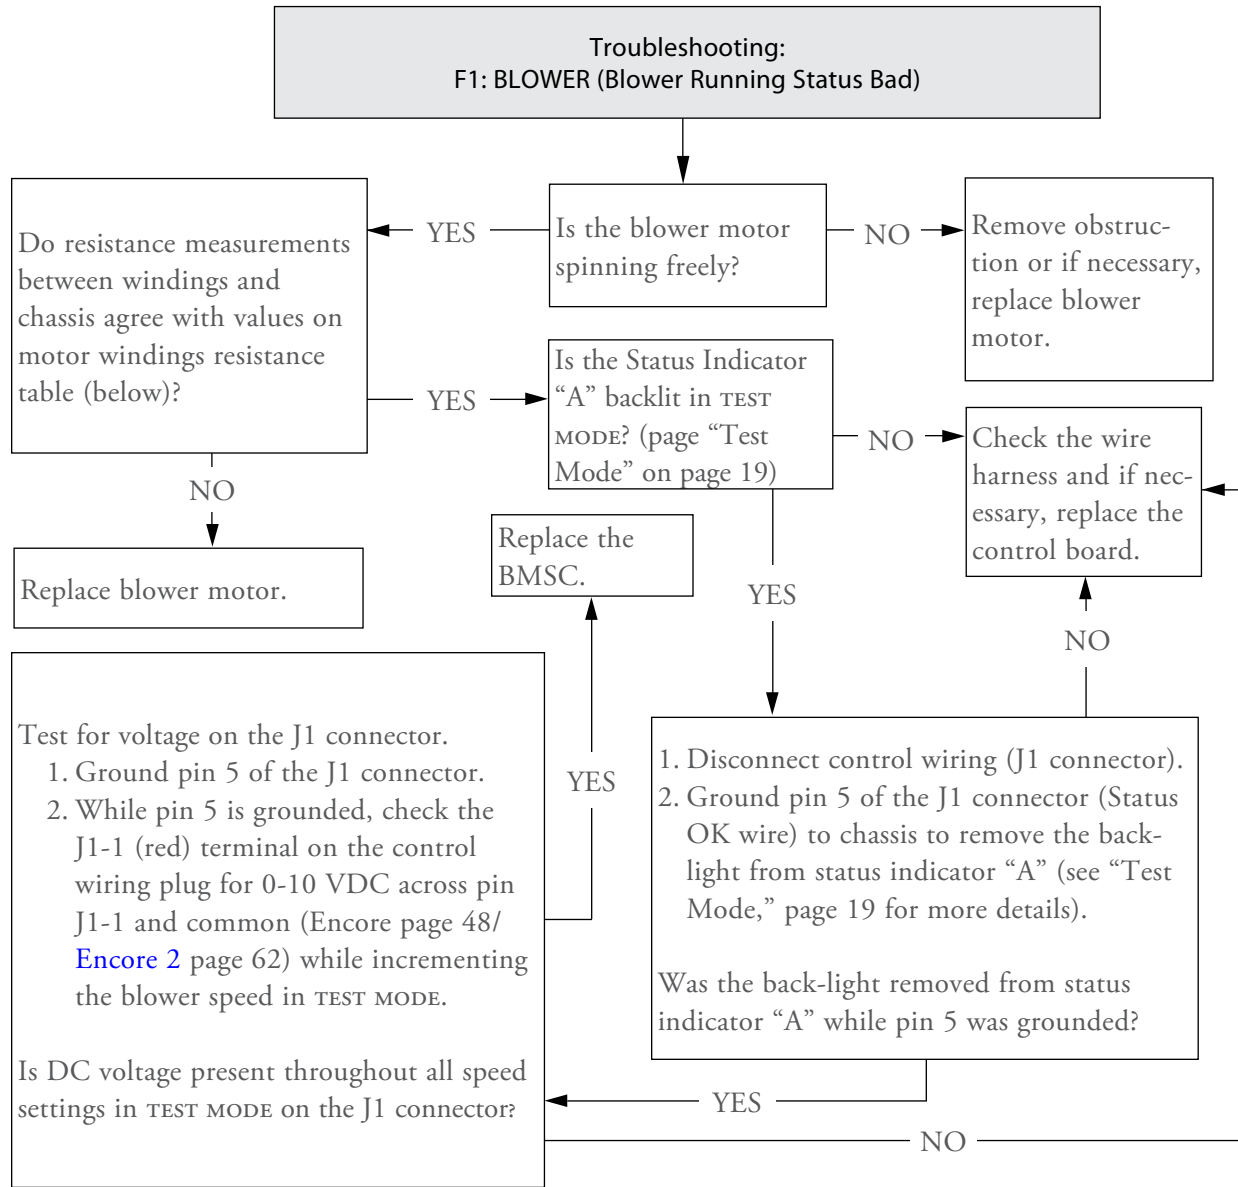 Troubleshooting:
F1: BLOWER (Blower Running Status Bad)
Is the blower motor
spinning freely?
YES
NO
Remove obstruc-
tion or if necessary,
replace blower
motor.
Do resistance measurements
between windings and
chassis agree with values on
motor windings resistance
table (below)?
YES
NO
Replace blower motor.
Is the Status Indicator
“A” backlit in TEST
MODE? (page “Test
Mode” on page 19)
NO
YES
Check the wire
harness and if nec-
essary, replace the
control board.
Replace the
BMSC.
YES
NO
1. Disconnect control wiring (J1 connector).
2. Ground pin 5 of the J1 connector (Status
OK wire) to chassis to remove the back-
light from status indicator “A” (see “Test
Mode,” page 19 for more details).
Was the back-light removed from status
indicator “A” while pin 5 was grounded?
YES
Test for voltage on the J1 connector.
1. Ground pin 5 of the J1 connector.
2. While pin 5 is grounded, check the
J1-1 (red) terminal on the control
wiring plug for 0-10 VDC across pin
J1-1 and common (Encore page 48/
Encore 2 page 62) while incrementing
the blower speed in TEST MODE.
Is DC voltage present throughout all speed
settings in TEST MODE on the J1 connector?
NO